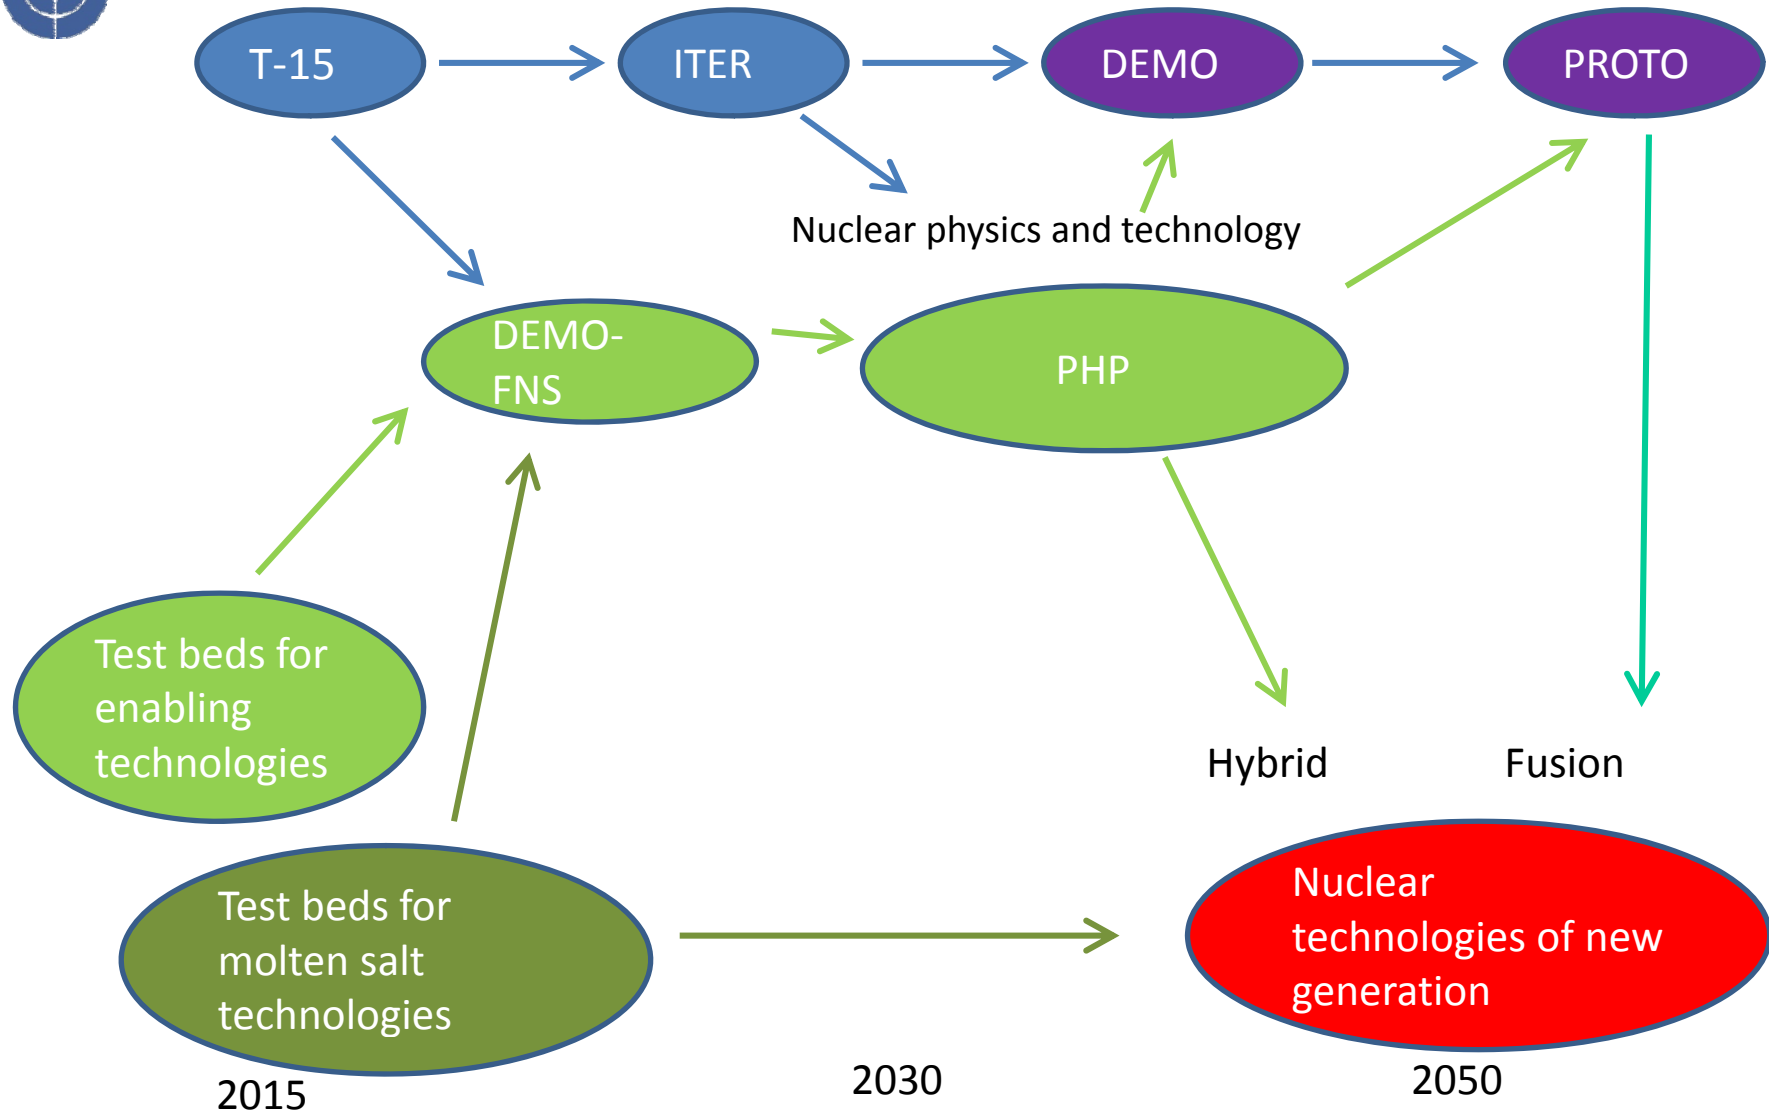 T-15
ITER
DEMO
PROTO
Nuclear physics and technology
DEMO-
FNS
PHP
Test beds for
enabling
technologies
Hybrid
Fusion
Test beds for
molten salt
technologies
Nuclear
technologies of new
generation
2015
2030
2050